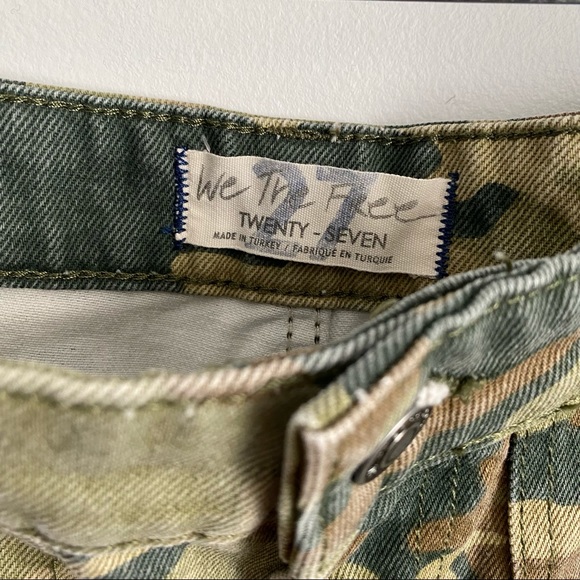 We The Free
27
TWENTY - SEVEN
MADE IN TURKEY / FABRIQUÉ EN TURQUIE